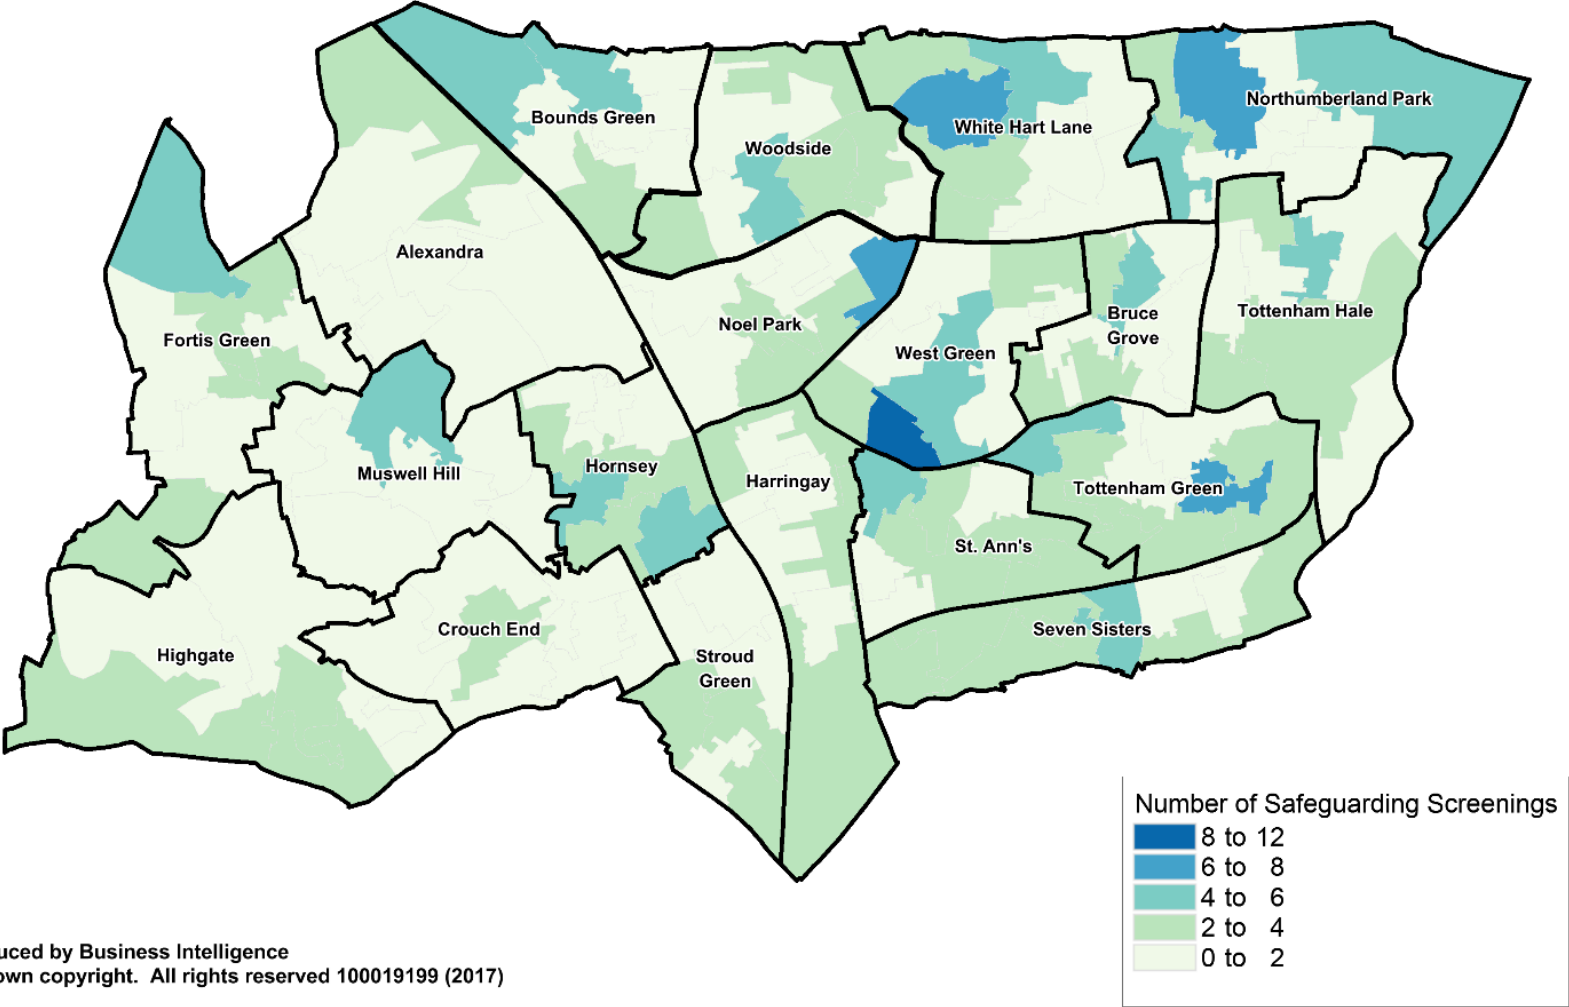 Bounds Green
Woodside
White Hart Lane
Northumberland Park
Alexandra
Fortis Green
Noel Park
West Green
Bruce
Grove
Tottenham Hale
Muswell Hill
Hornsey
Harringay
Tottenham Green
St. Ann's
Highgate
Crouch End
Stroud
Green
Seven Sisters
Number of Safeguarding Screenings
8 to 12
6 to 8
4 to 6
2 to 4
0 to 2
uced by Business Intelligence
own copyright. All rights reserved 100019199 (2017)